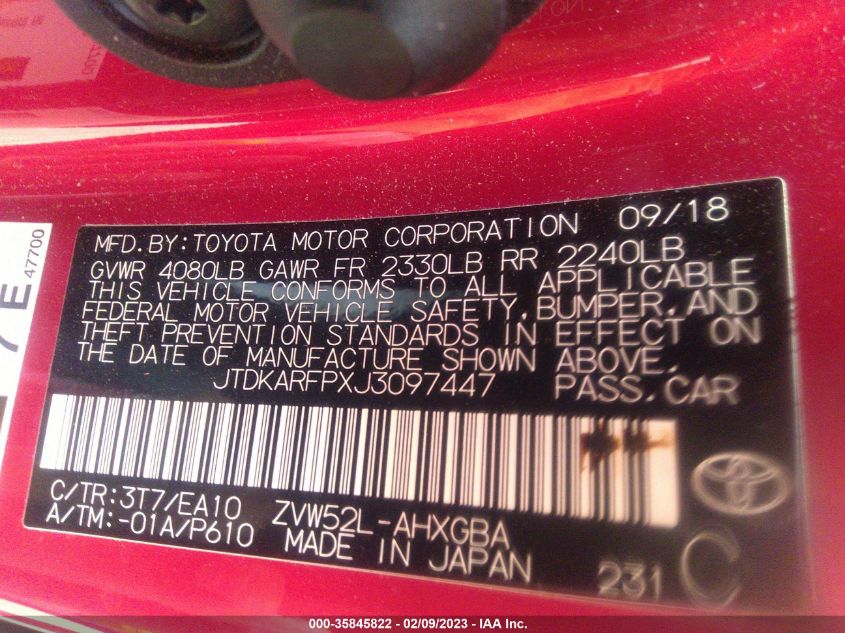 47700
7E
MFD.BY:TOYOTA MOTOR CORPORATION 09/18
GVWR 4080LB GAWR FR 2330LB RR 2240LB
THIS VEHICLE CONFORMS TO ALL APPLICABLE
FEDERAL MOTOR VEHICLE SAFETY,BUMPER,AND
THEFT PREVENTION STANDARDS IN EFFECT ON
THE DATE OF MANUFACTURE SHOWN ABOVE.
JTDKARFPXJ3097447 PASS.CAR
C/TR:3T7/EA10 ZVW52L-AHXGBA
A/TM:-01A/P610 MADE IN JAPAN 231 C
000-35845822 - 02/09/2023 - IAA Inc.